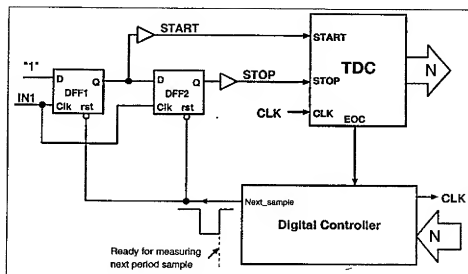 START
START
"1"
D
Q
D
Q
STOP
STOP
TDC
N
DFF1
DFF2
IN1
Clk rst
Clk rst
CLK
CLK
EOC
Next_sample
CLK
Digital Controller
N
Ready for measuring
next period sample